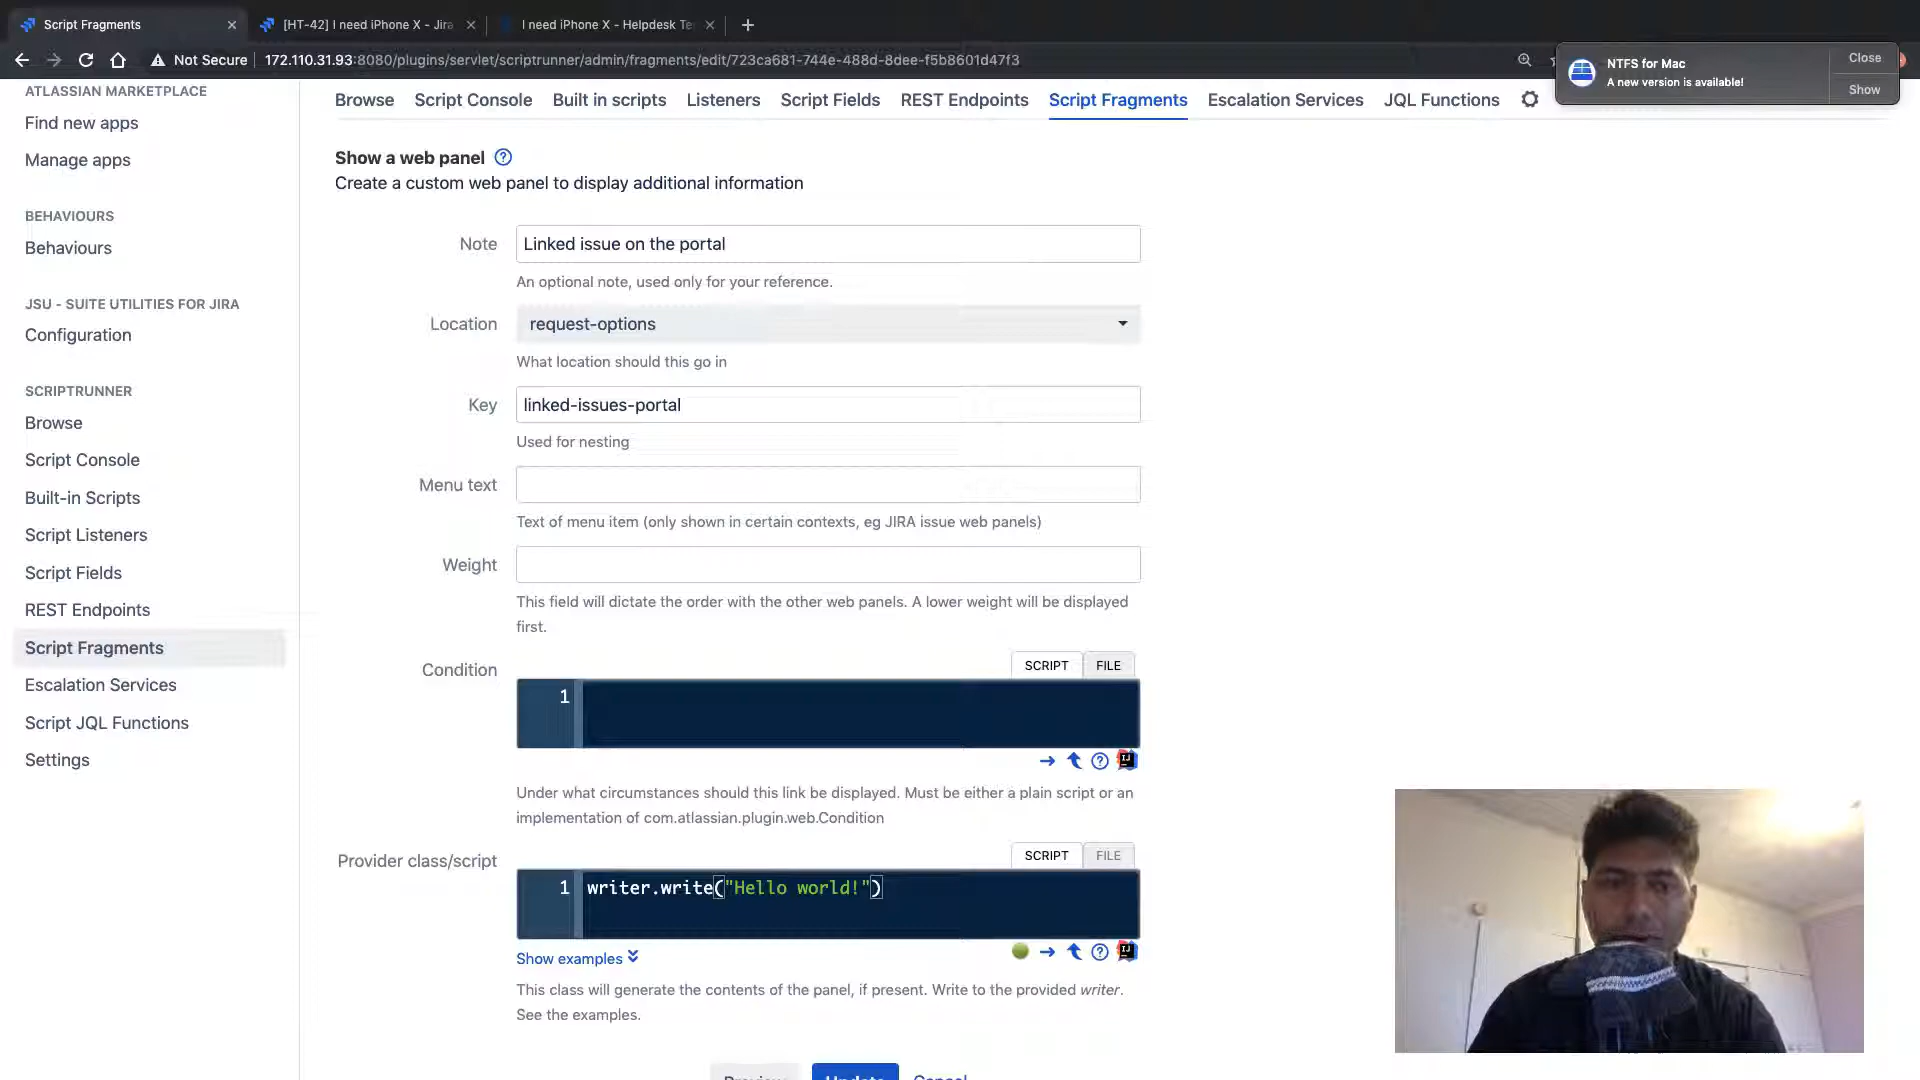 Script Fragments
[HT-42] I need iPhone X - Jira
I need iPhone X - Helpdesk Te
Not Secure
172.110.31.93:8080/plugins/servlet/scriptrunner/admin/fragments/edit/723ca681-744e-488d-8dee-f5b8601d47f3
NTFS for Mac
A new version is available!
Close
Show
ATLASSIAN MARKETPLACE
Find new apps
Manage apps
BEHAVIOURS
Behaviours
JSU - SUITE UTILITIES FOR JIRA
Configuration
SCRIPTRUNNER
Browse
Script Console
Built-in Scripts
Script Listeners
Script Fields
REST Endpoints
Script Fragments
Escalation Services
Script JQL Functions
Settings
Browse Script Console Built in scripts Listeners Script Fields REST Endpoints Script Fragments Escalation Services JQL Functions
Show a web panel ?
Create a custom web panel to display additional information
Note Linked issue on the portal
An optional note, used only for your reference.
Location request-options
What location should this go in
Key linked-issues-portal
Used for nesting
Menu text
Text of menu item (only shown in certain contexts, eg JIRA issue web panels)
Weight
This field will dictate the order with the other web panels. A lower weight will be displayed
first.
Condition SCRIPT FILE
1
? IJ
Under what circumstances should this link be displayed. Must be either a plain script or an
implementation of com.atlassian.plugin.web.Condition
Provider class/script SCRIPT FILE
1 writer.write("Hello world!")
Show examples ? IJ
This class will generate the contents of the panel, if present. Write to the provided writer.
See the examples.
Preview Update Cancel